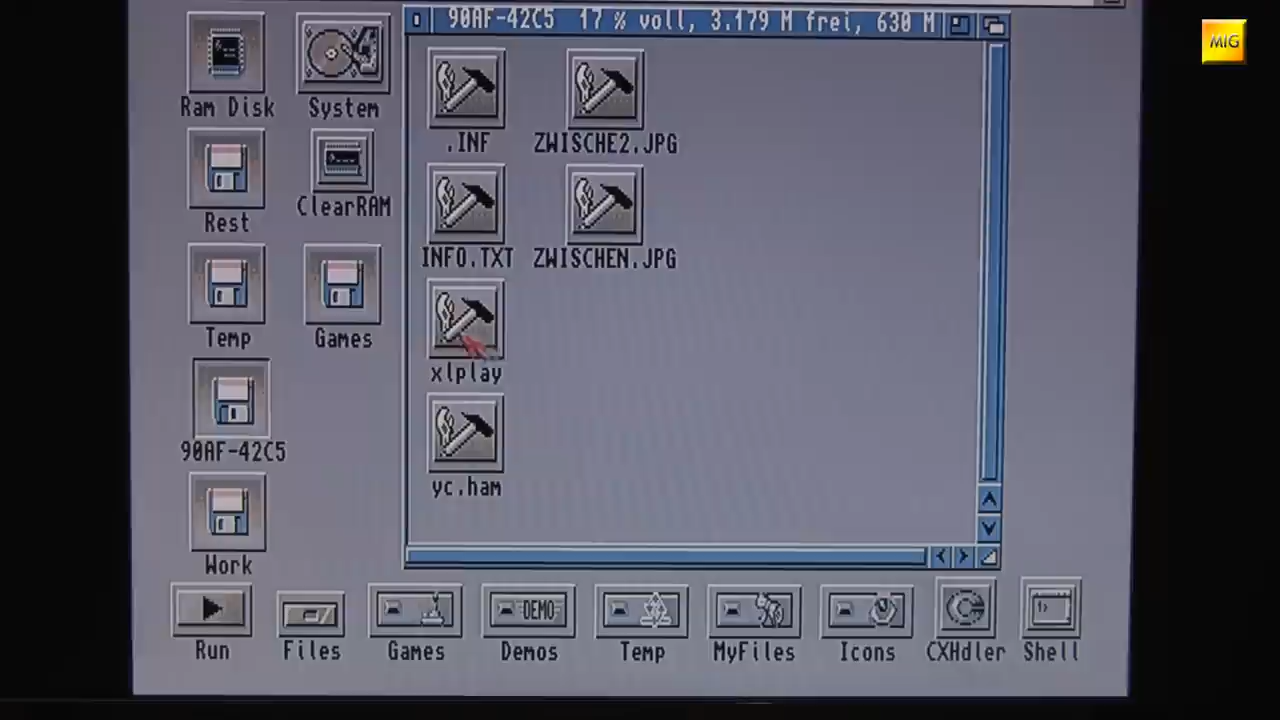 90AF-42C5 17 % voll, 3.179 M frei, 630 M
MiG
Ram Disk
System
.INF
ZWISCHE2.JPG
Rest
ClearRAM
INFO.TXT
ZWISCHEN.JPG
Temp
Games
xlplay
90AF-42C5
yc.ham
Work
DEMO
Run
Files
Games
Demos
Temp
MyFiles
Icons
CXHdler
Shell